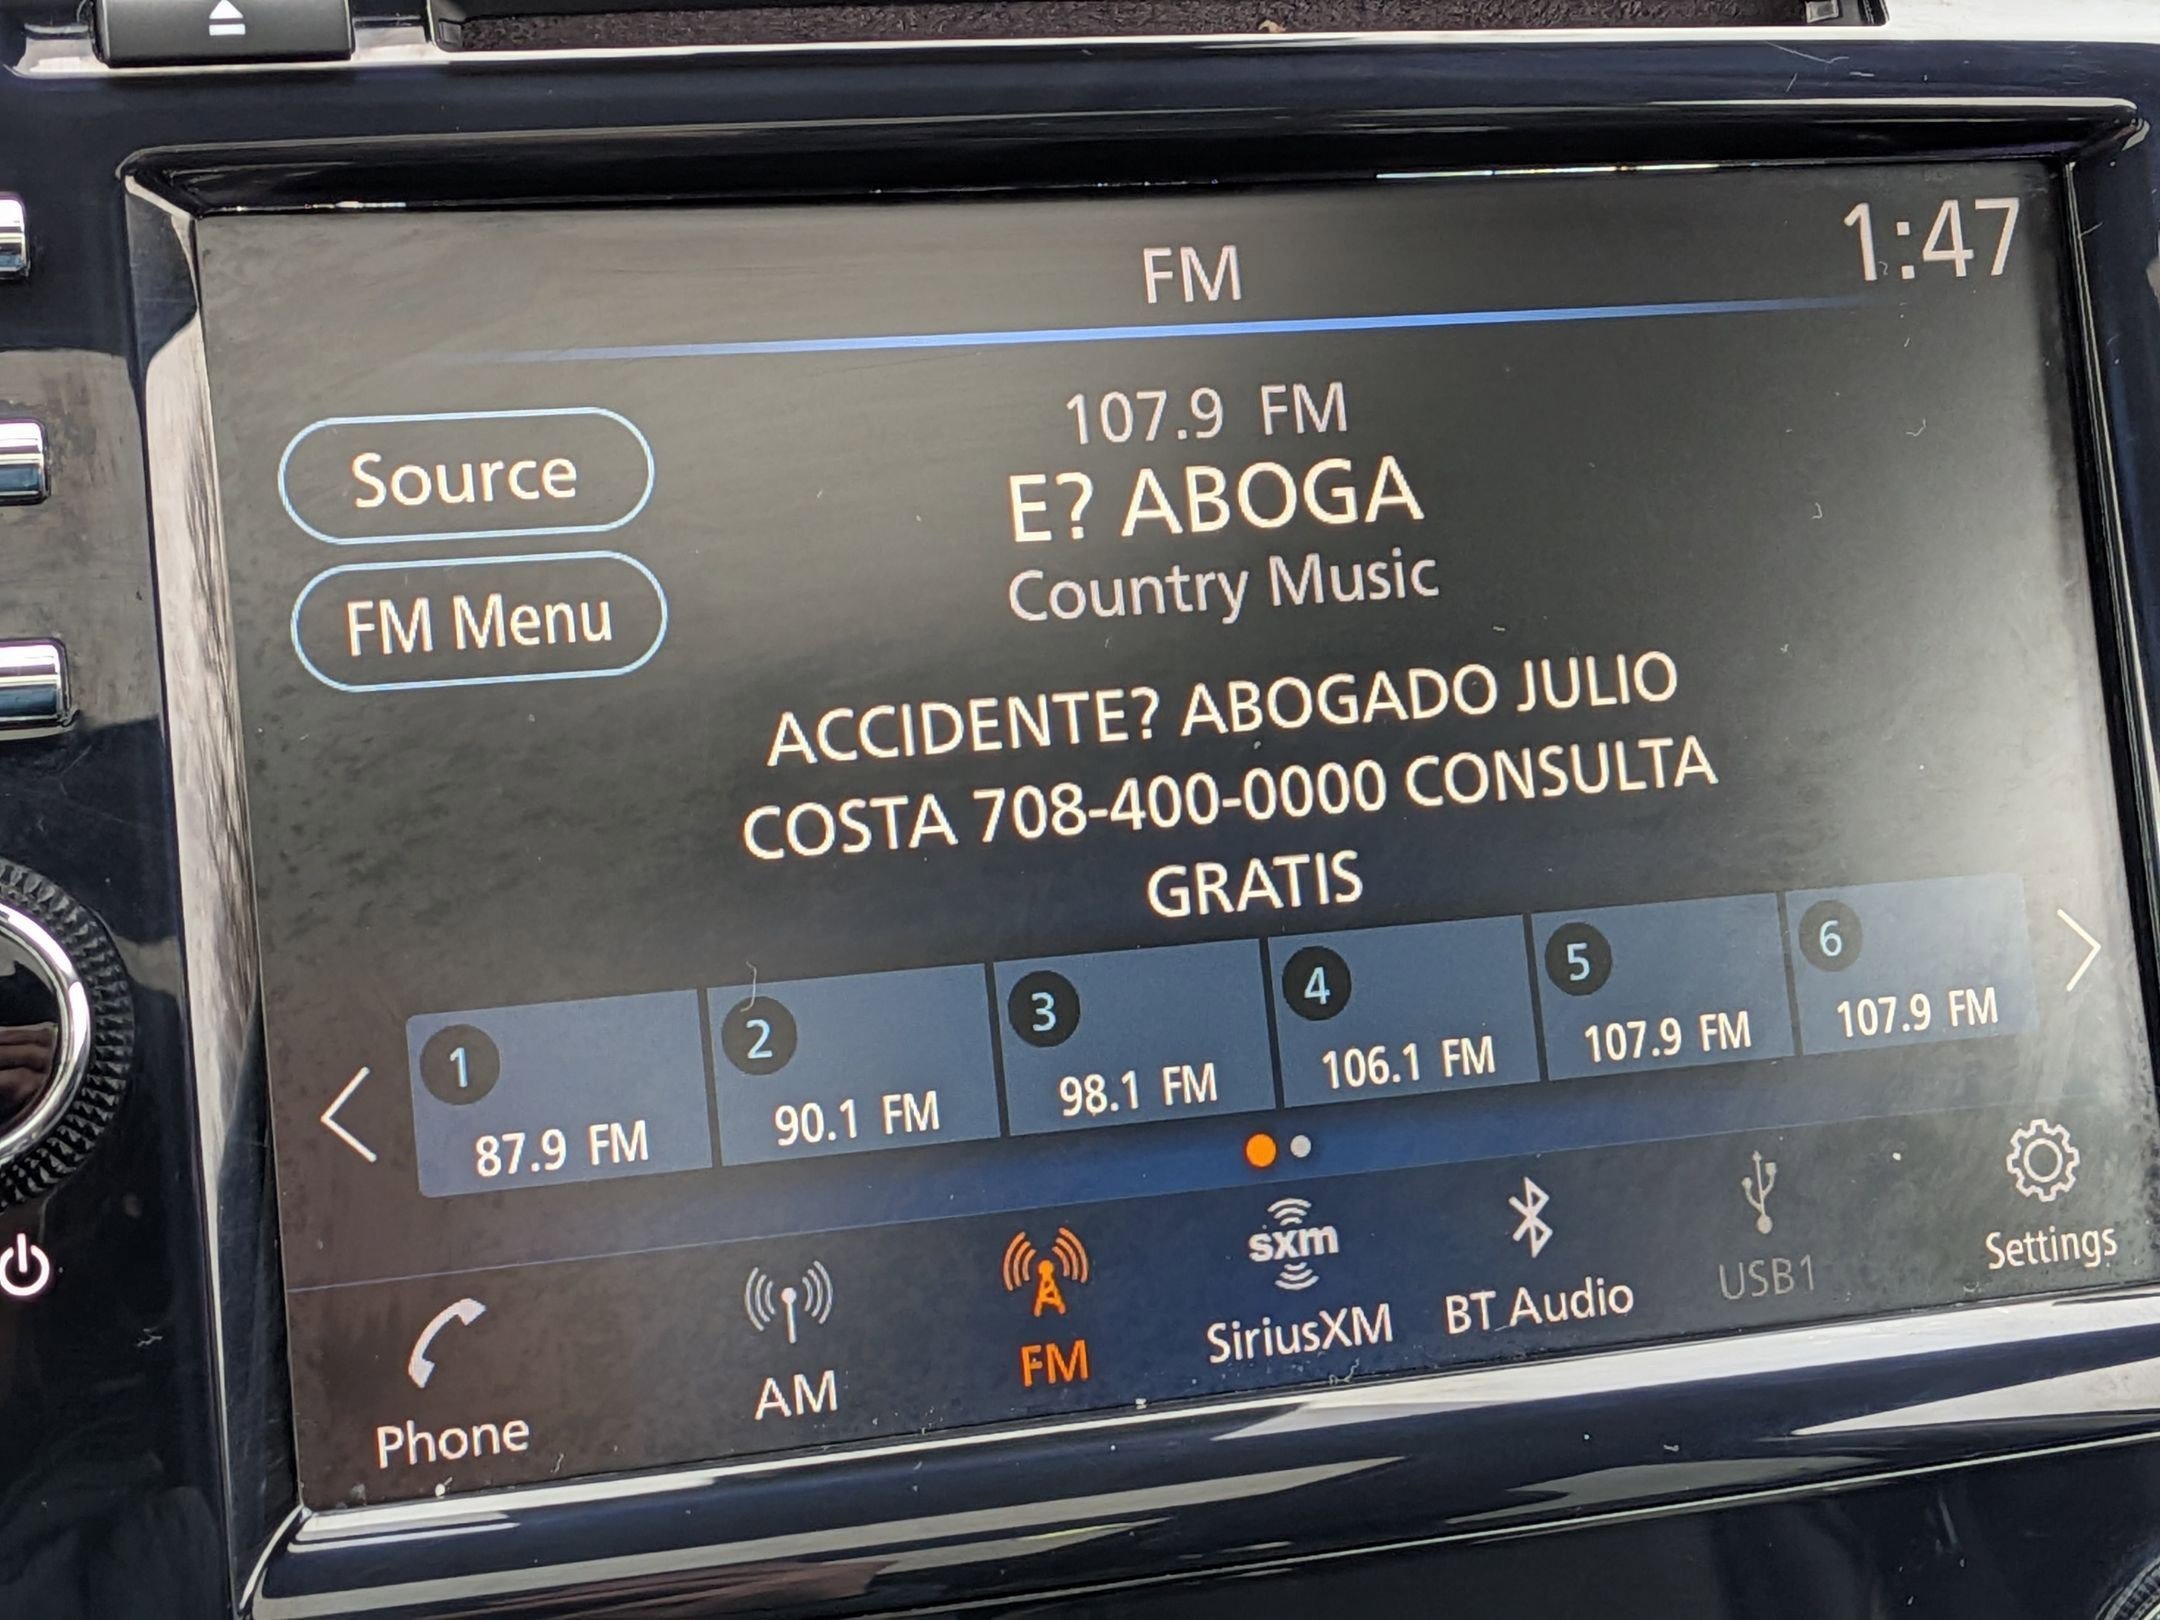 FM
1:47
Source
FM Menu
107.9 FM
E? ABOGA
Country Music
ACCIDENTE? ABOGADO JULIO
COSTA 708-400-0000 CONSULTA
GRATIS
1 2 3 4 5 6
87.9 FM 90.1 FM 98.1 FM 106.1 FM 107.9 FM 107.9 FM
sxm
Phone AM FM SiriusXM BT Audio USB1 Settings